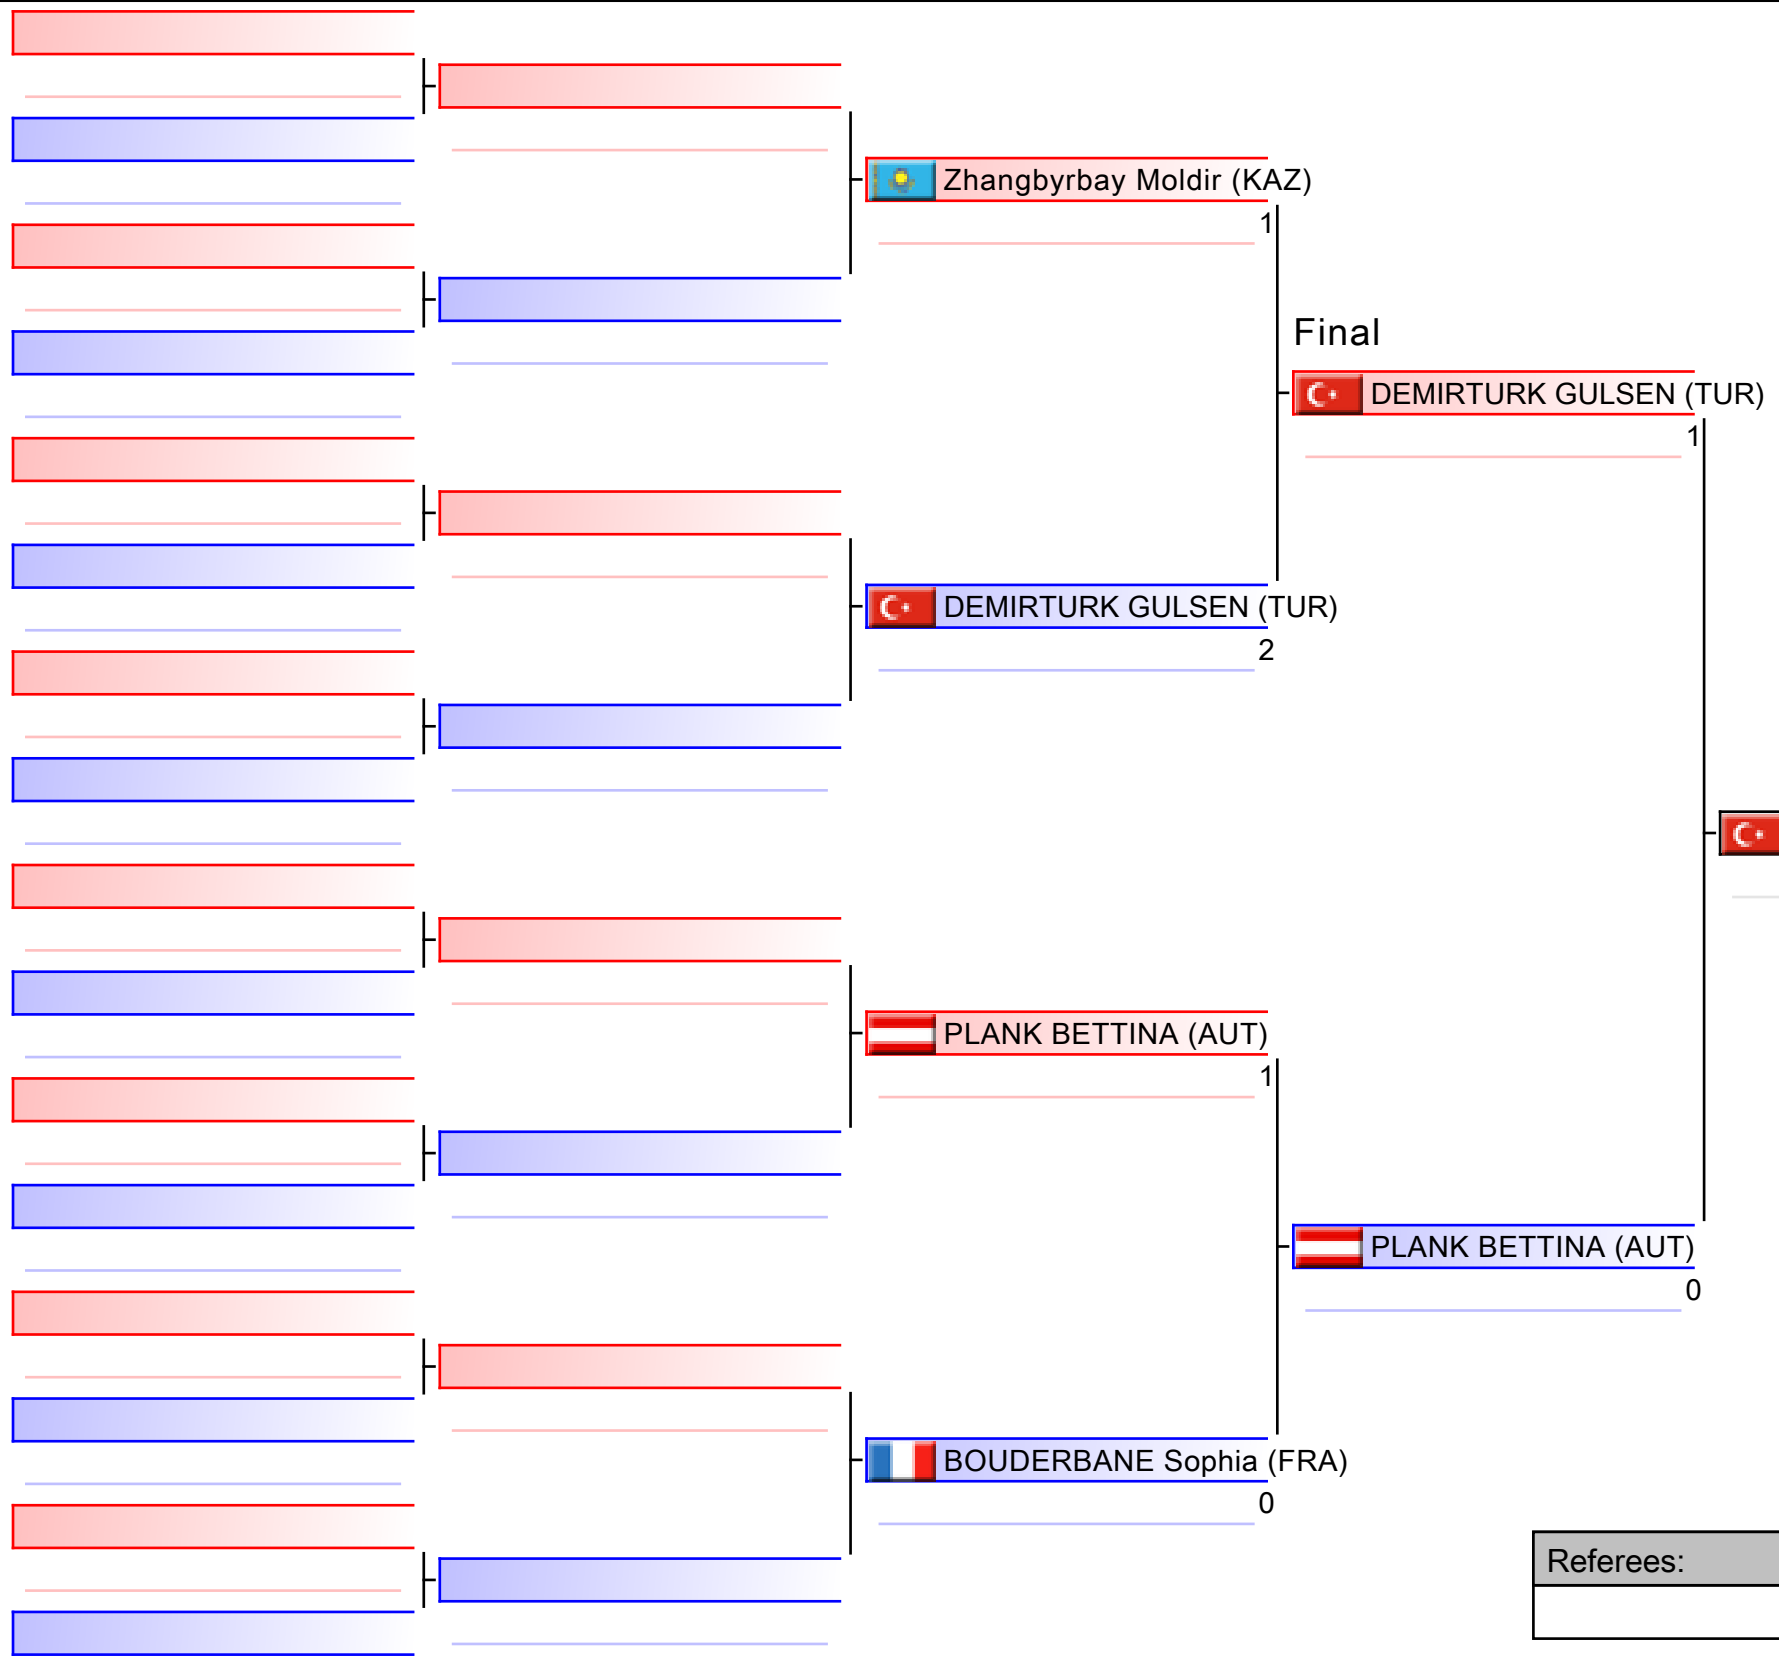 Zhangbyrbay Moldir (KAZ)
1
Final
DEMIRTURK GULSEN (TUR)
1
DEMIRTURK GULSEN (TUR)
2
PLANK BETTINA (AUT)
1
PLANK BETTINA (AUT)
0
BOUDERBANE Sophia (FRA)
0
Referees: